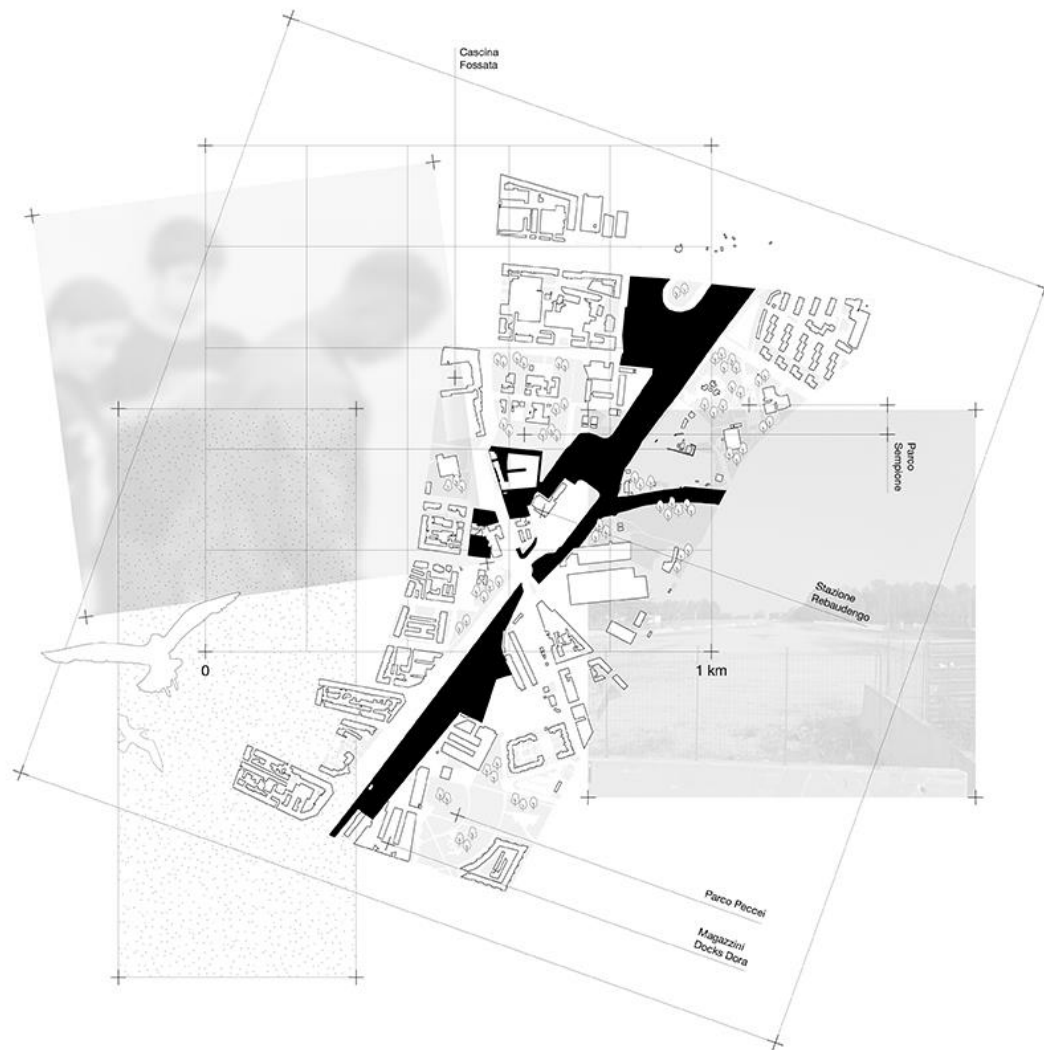 Cascina
Fossata
Parco
Sempione
Stazione
Rebaudengo
0
1 km
Parco Peccei
Magazzini
Docks Dora